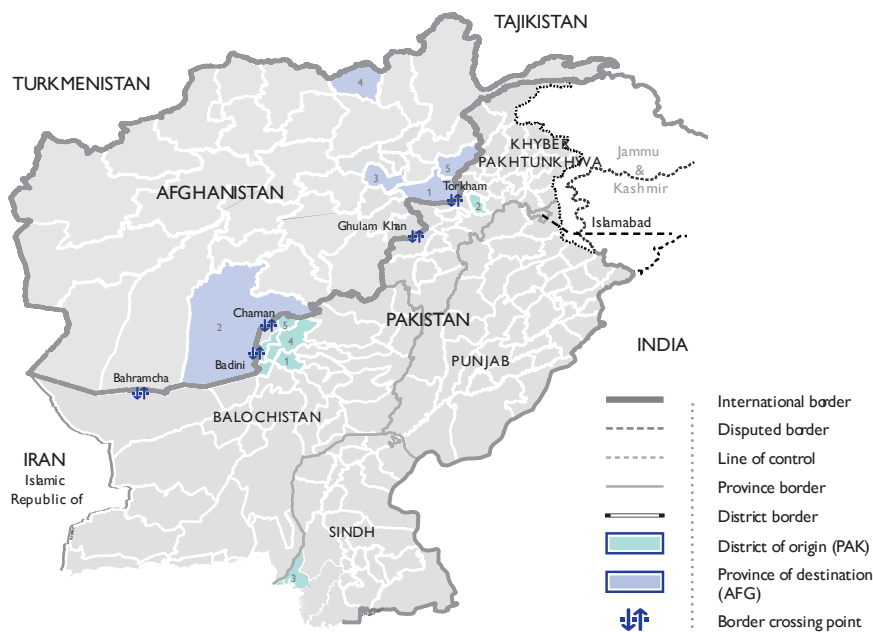 TAJIKISTAN
TURKMENISTAN
4
KHYBER
PAKHTUNKHWA
Jammu
&
Kashmir
5
3
1
AFGHANISTAN
Torkham
2
Ghulam Khan
Islamabad
Chaman
2
5
PAKISTAN
4
INDIA
Badini
1
PUNJAB
Bahramcha
BALOCHISTAN
IRAN
Islamic
Republic of
SINDH
3
International border
Disputed border
Line of control
Province border
District border
District of origin (PAK)
Province of destination
(AFG)
Border crossing point